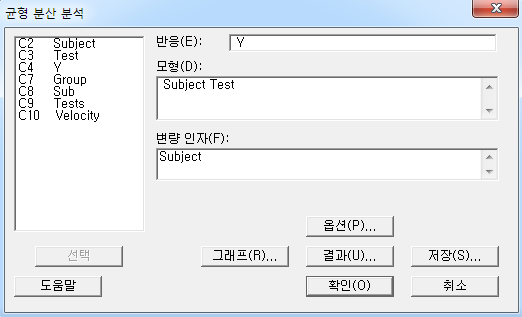 균형 분산 분석
C2 Subject
C3 Test
C4 Y
C7 Group
C8 Sub
C9 Tests
C10 Velocity
반응(E):
Y
모형(D):
Subject Test
변량 인자(F):
Subject
옵션(P)...
선택
그래프(R)...
결과(U)...
저장(S)...
도움말
확인(O)
취소